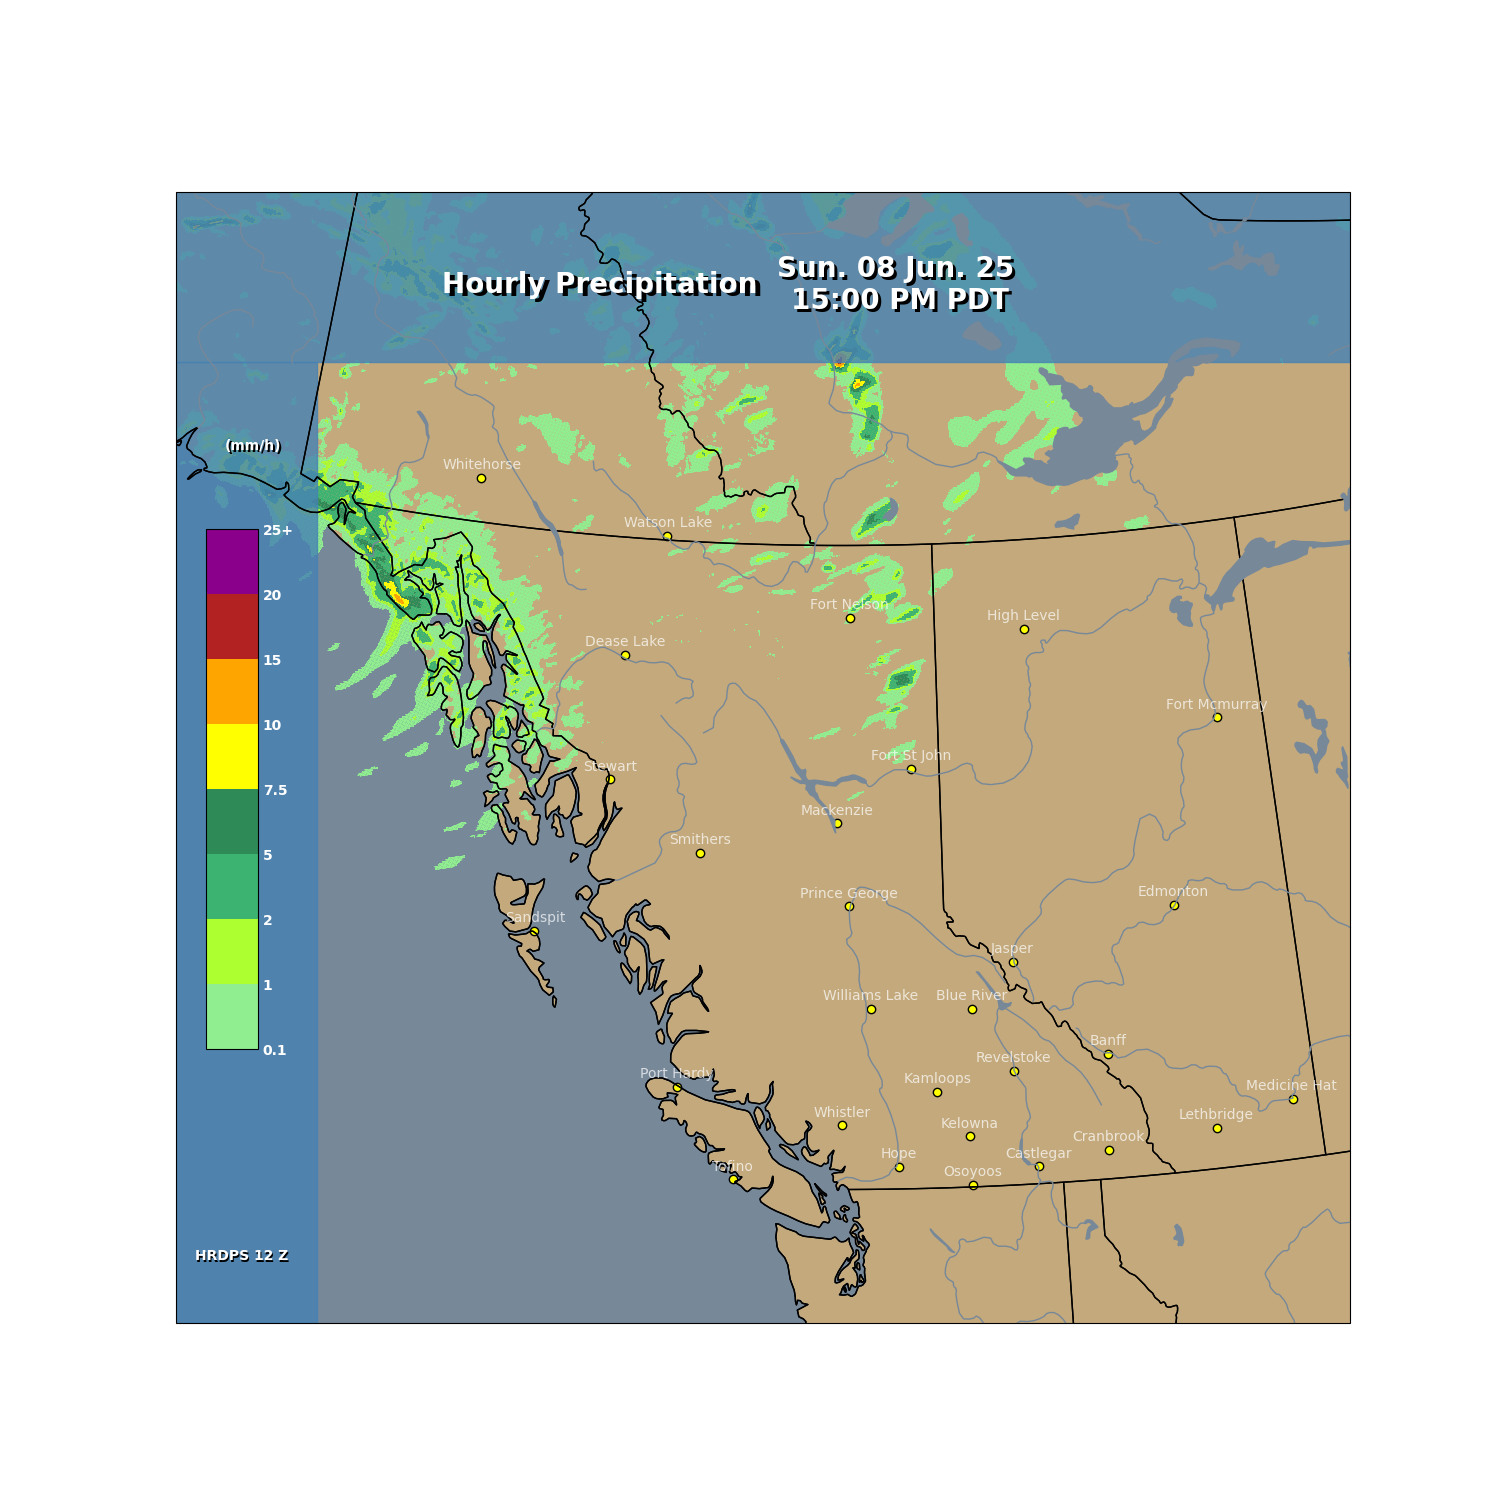 Hourly Precipitation
Sun. 08 Jun. 25
15:00 PM PDT
(mm/h)
Whitehorse
Watson Lake
25+
20
15
10
7.5
5
2
1
0.1
Fort Nelson
High Level
Dease Lake
Fort Mcmurray
Fort St John
Stewart
Mackenzie
Smithers
Prince George
Edmonton
Sandspit
Jasper
Williams Lake
Blue River
Banff
Revelstoke
Port Hardy
Kamloops
Medicine Hat
Whistler
Lethbridge
Kelowna
Cranbrook
Hope
Castlegar
Tofino
Osoyoos
HRDPS 12 Z